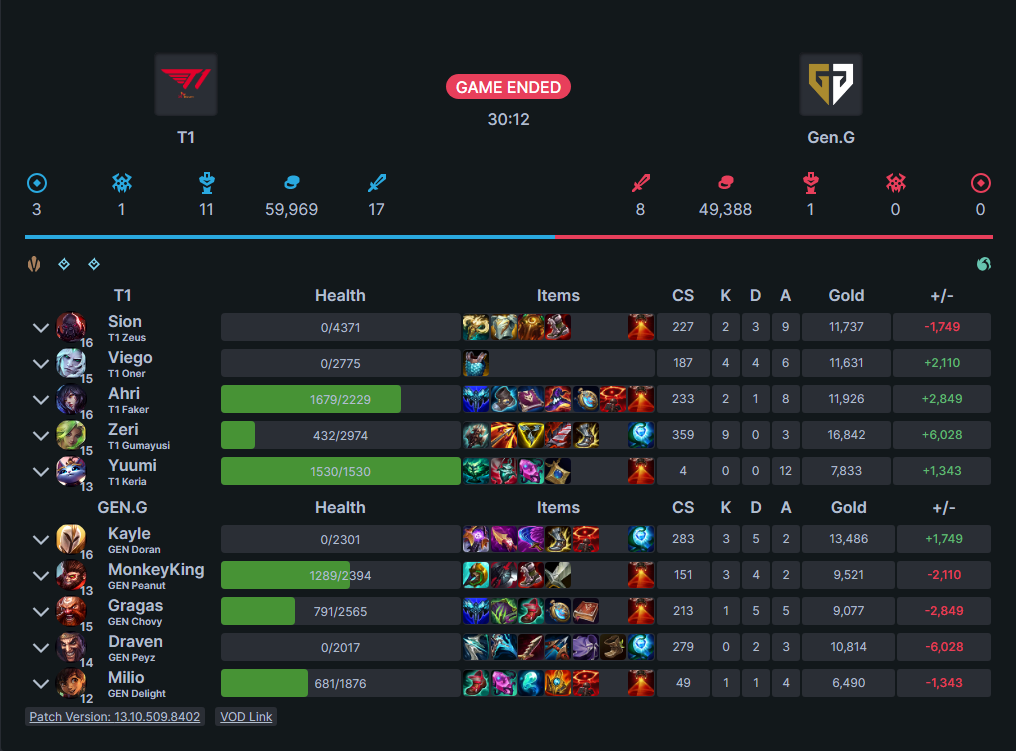 GAME ENDED
30:12
T1 Gen.G
3 1 11 59,969 17 8 49,388 1 0 0
T1 Health Items CS K D A Gold +/-
Sion
T1 Zeus
16 0/4371 227 2 3 9 11,737 -1,749
Viego
T1 Oner
15 0/2775 187 4 4 6 11,631 +2,110
Ahri
T1 Faker
16 1679/2229 233 2 1 8 11,926 +2,849
Zeri
T1 Gumayusi
15 432/2974 359 9 0 3 16,842 +6,028
Yuumi
T1 Keria
13 1530/1530 4 0 0 12 7,833 +1,343
GEN.G Health Items CS K D A Gold +/-
Kayle
GEN Doran
16 0/2301 283 3 5 2 13,486 +1,749
MonkeyKing
GEN Peanut
13 1289/2394 151 3 4 2 9,521 -2,110
Gragas
GEN Chovy
15 791/2565 213 1 5 5 9,077 -2,849
Draven
GEN Peyz
14 0/2017 279 0 2 3 10,814 -6,028
Milio
GEN Delight
12 681/1876 49 1 1 4 6,490 -1,343
Patch Version: 13.10.509.8402 VOD Link